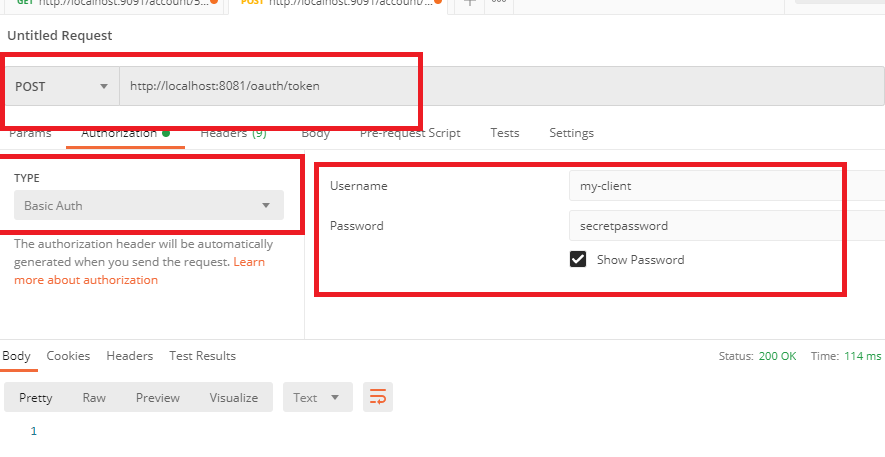 GET http://localhost:9091/account/5...
POST http://localhost:9091/account/...
Untitled Request
POST http://localhost:8081/oauth/token
Params Authorization Headers (9) Body Pre-request Script Tests Settings
TYPE
Basic Auth
The authorization header will be automatically
generated when you send the request. Learn
more about authorization
Username my-client
Password secretpassword
Show Password
Body Cookies Headers Test Results Status: 200 OK Time: 114 ms
Pretty Raw Preview Visualize Text
1